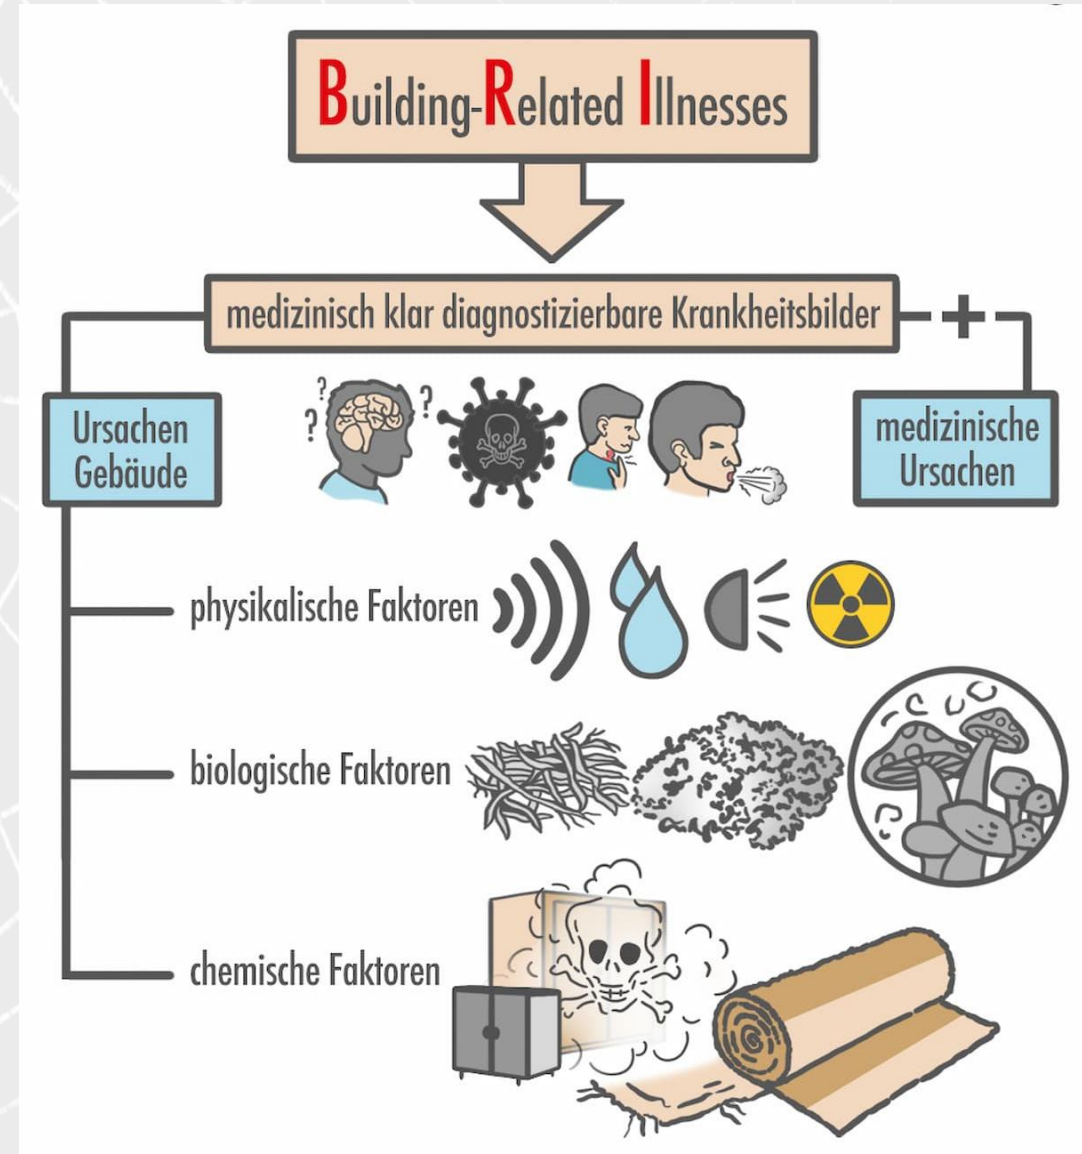 Building-Related Illnesses
medizinisch klar diagnostizierbare Krankheitsbilder
+
Ursachen
Gebäude
? ? ? ?
medizinische
Ursachen
physikalische Faktoren
biologische Faktoren
chemische Faktoren